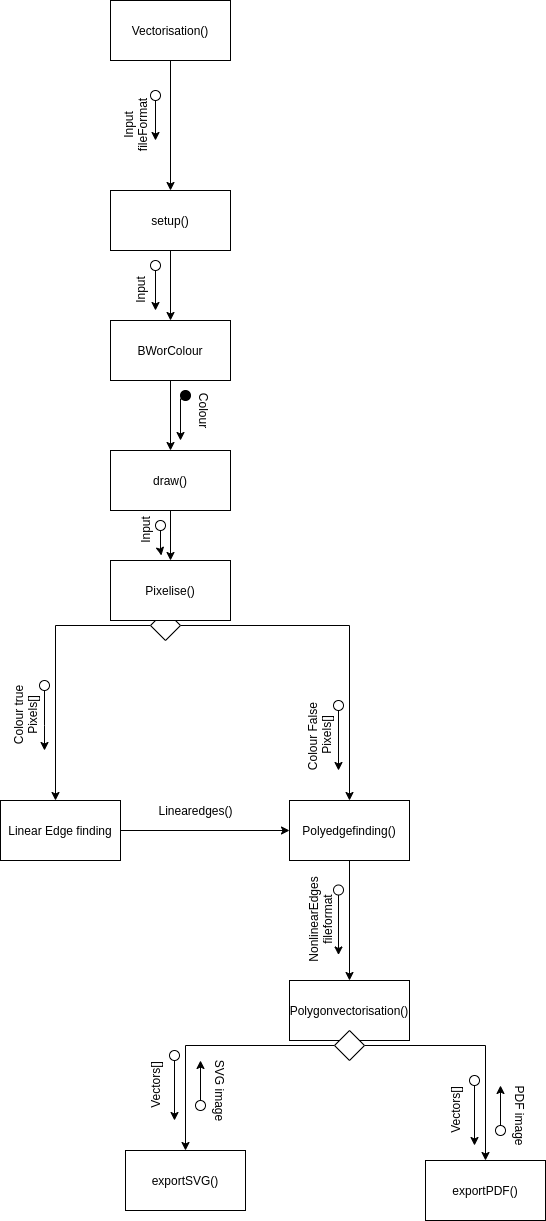 Vectorisation()
Input
fileFormat
setup()
Input
BWorColour
Colour
draw()
Input
Pixelise()
Colour true
Pixels[]
Colour False
Pixels[]
Linear Edge finding
Linearedges()
Polyedgefinding()
NonlinearEdges
fileformat
Polygonvectorisation()
Vectors[]
SVG image
Vectors[]
PDF image
exportSVG()
exportPDF()